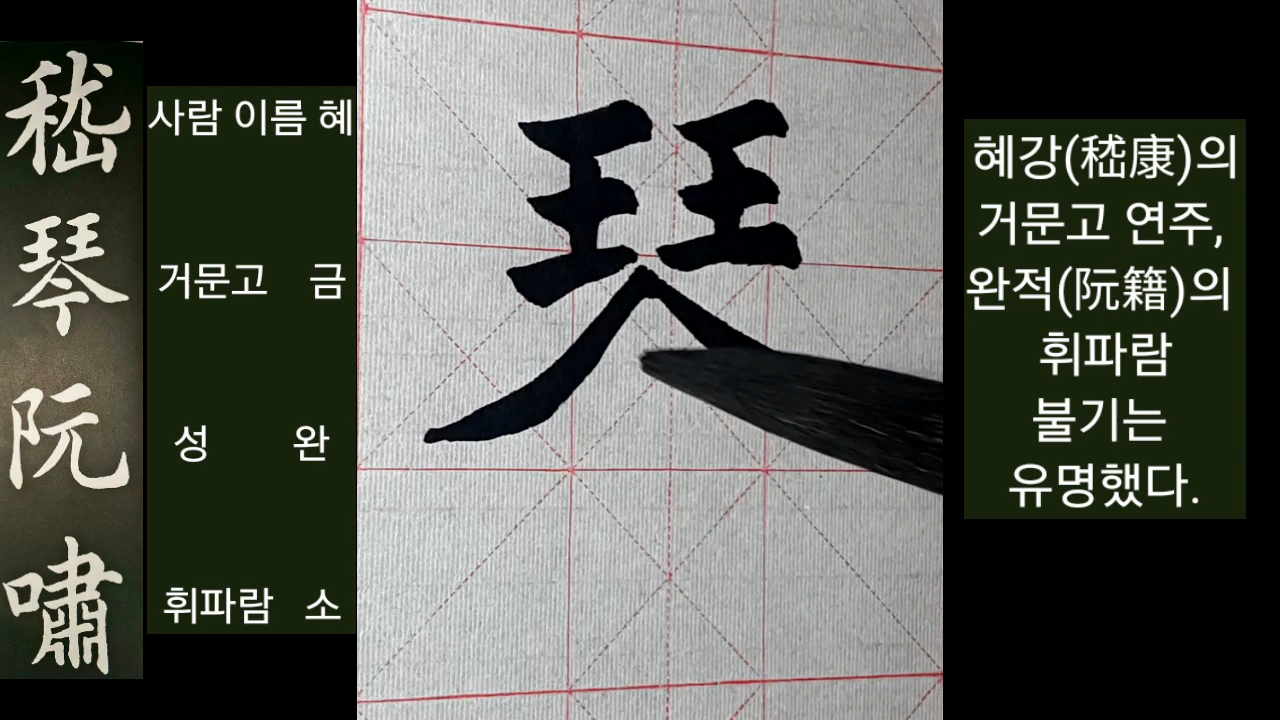 嵇
琴
阮
嘯
사람 이름 혜
거문고 금
성 완
휘파람 소
혜강(嵇康)의
거문고 연주,
완적(阮籍)의
휘파람
불기는
유명했다.